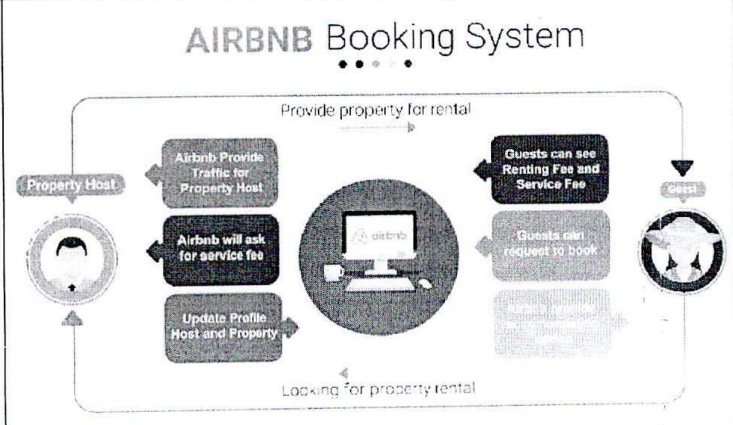 AIRBNB Booking System
Provide property for rental
Airbnb Provide
Traffic for
Property Host
Guests can see
Renting Fee and
Service Fee
Property Host
Guest
airbnb
Airbnb will ask
for service fee
Guests can
request to book
Update Profile
Host and Property
Looking for property rental